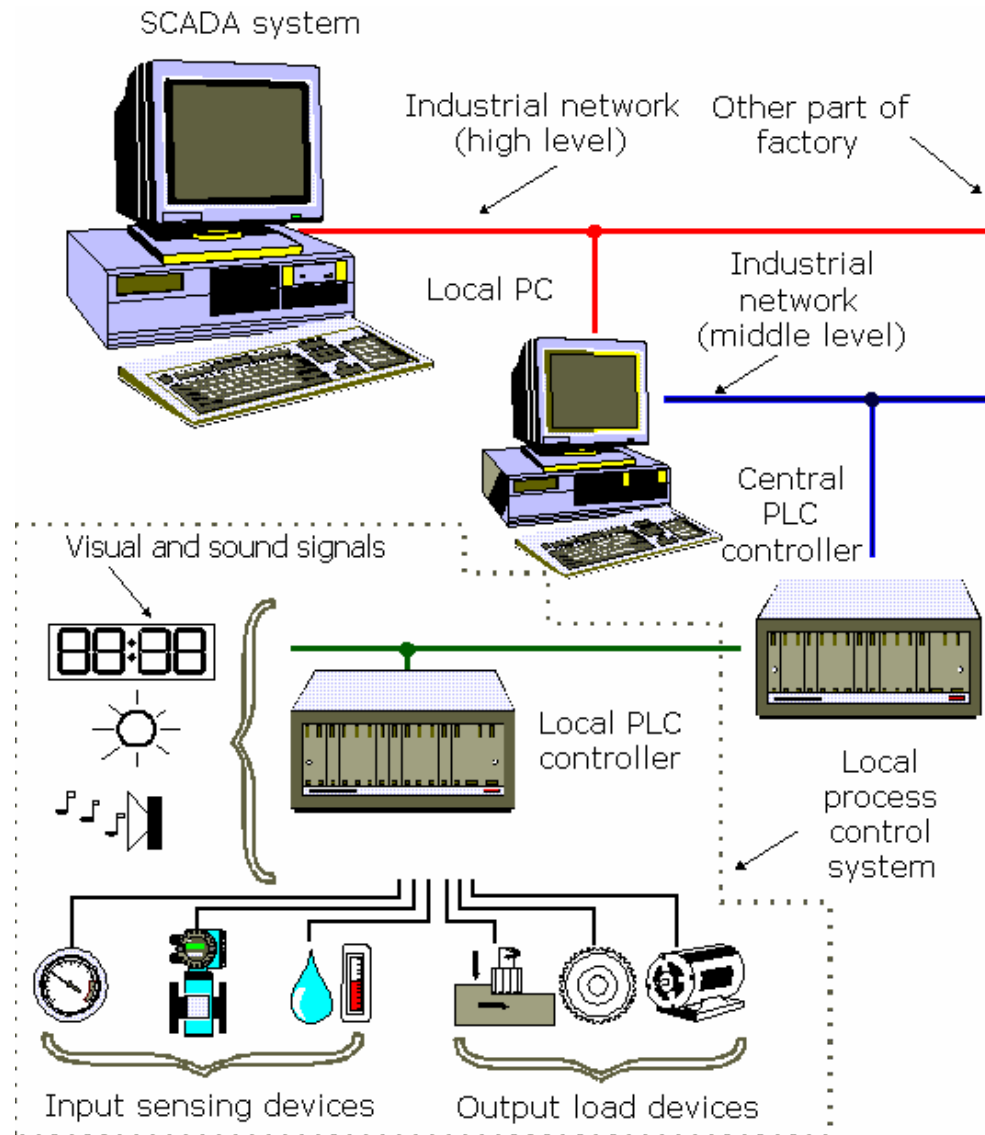 SCADA system
Industrial network
(high level)
Other part of
factory
Local PC
Industrial
network
(middle level)
Central
PLC
controller
Visual and sound signals
88:88
Local PLC
controller
Local
process
control
system
Input sensing devices
Output load devices